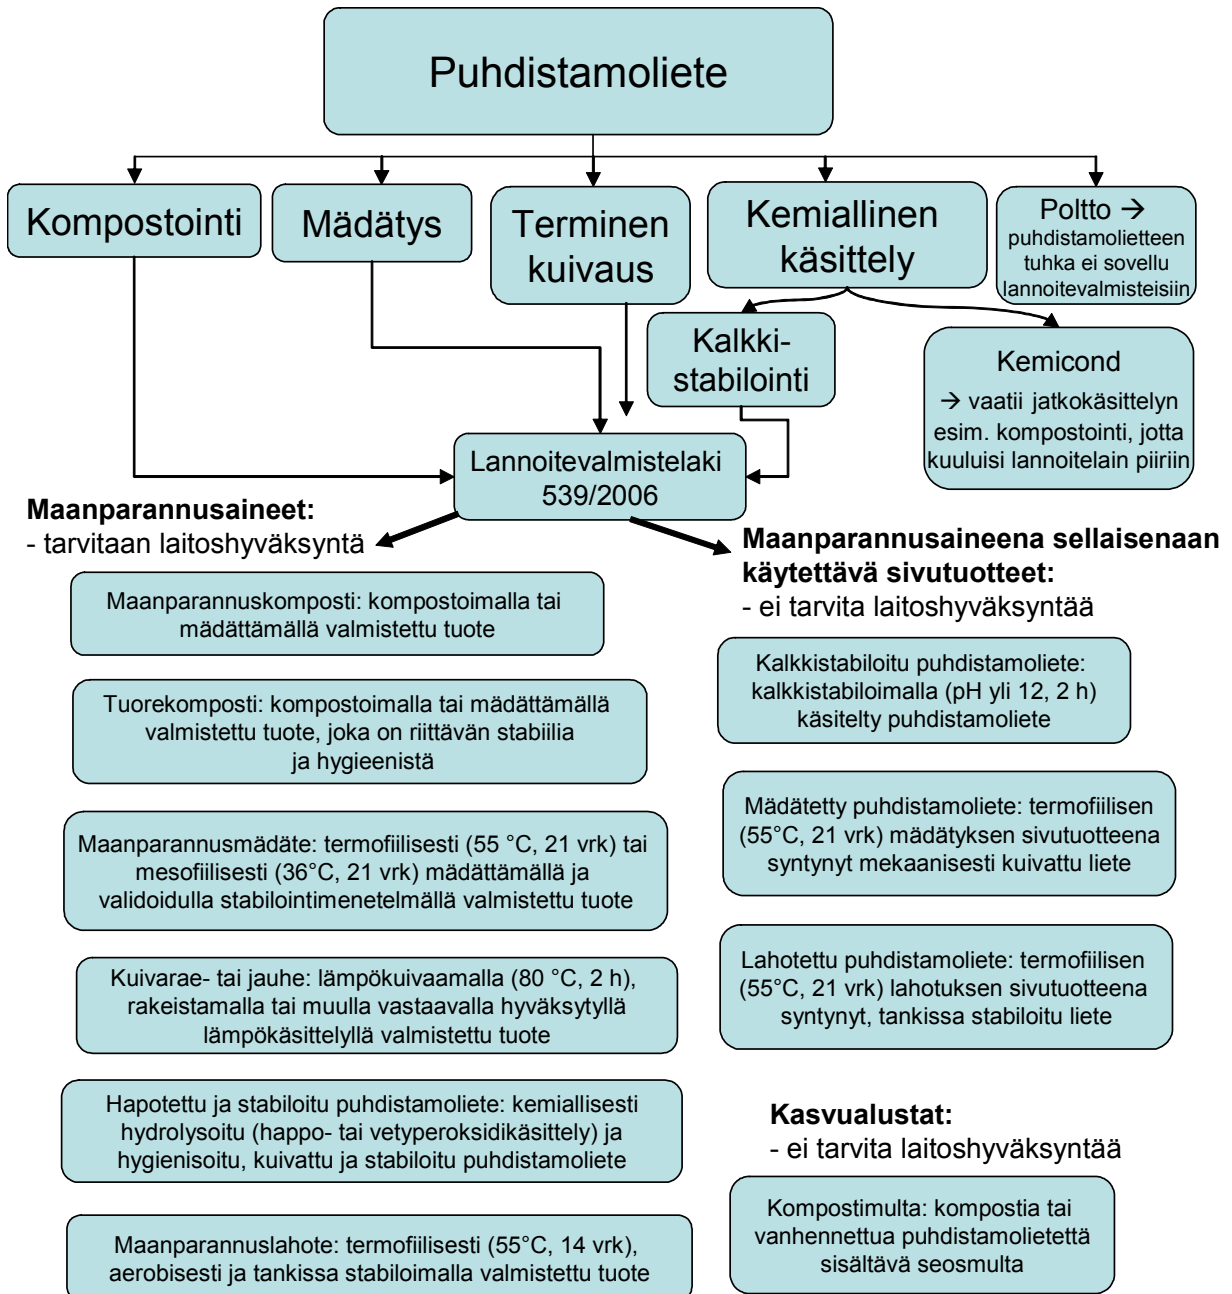 Puhdistamoliete
Kompostointi
Mädätys
Terminen
kuivaus
Kemiallinen
käsittely
Poltto →
puhdistamolietteen
tuhka ei sovellu
lannoitevalmisteisiin
Kalkki-
stabilointi
Kemicond
→ vaatii jatkokäsittelyn
esim. kompostointi, jotta
kuuluisi lannoitelain piiriin
Lannoitevalmistelaki
539/2006
Maanparannusaineet:
- tarvitaan laitoshyväksyntä
Maanparannuskomposti: kompostoimalla tai
mädättämällä valmistettu tuote
Tuorekomposti: kompostoimalla tai mädättämällä
valmistettu tuote, joka on riittävän stabiilia
ja hygieenistä
Maanparannusmädäte: termofiilisesti (55 °C, 21 vrk) tai
mesofiilisesti (36°C, 21 vrk) mädättämällä ja
validoidulla stabilointimenetelmällä valmistettu tuote
Kuivarae- tai jauhe: lämpökuivaamalla (80 °C, 2 h),
rakeistamalla tai muulla vastaavalla hyväksytyllä
lämpökäsittelyllä valmistettu tuote
Hapotettu ja stabiloitu puhdistamoliete: kemiallisesti
hydrolysoitu (happo- tai vetyperoksidikäsittely) ja
hygienisoitu, kuivattu ja stabiloitu puhdistamoliete
Maanparannuslahote: termofiilisesti (55°C, 14 vrk),
aerobisesti ja tankissa stabiloimalla valmistettu tuote
Maanparannusaineena sellaisenaan
käytettävä sivutuotteet:
- ei tarvita laitoshyväksyntää
Kalkkistabiloitu puhdistamoliete:
kalkkistabiloimalla (pH yli 12, 2 h)
käsitelty puhdistamoliete
Mädätetty puhdistamoliete: termofiilisen
(55°C, 21 vrk) mädätyksen sivutuotteena
syntynyt mekaanisesti kuivattu liete
Lahotettu puhdistamoliete: termofiilisen
(55°C, 21 vrk) lahotuksen sivutuotteena
syntynyt, tankissa stabiloitu liete
Kasvualustat:
- ei tarvita laitoshyväksyntää
Kompostimulta: kompostia tai
vanhennettua puhdistamolietettä
sisältävä seosmulta